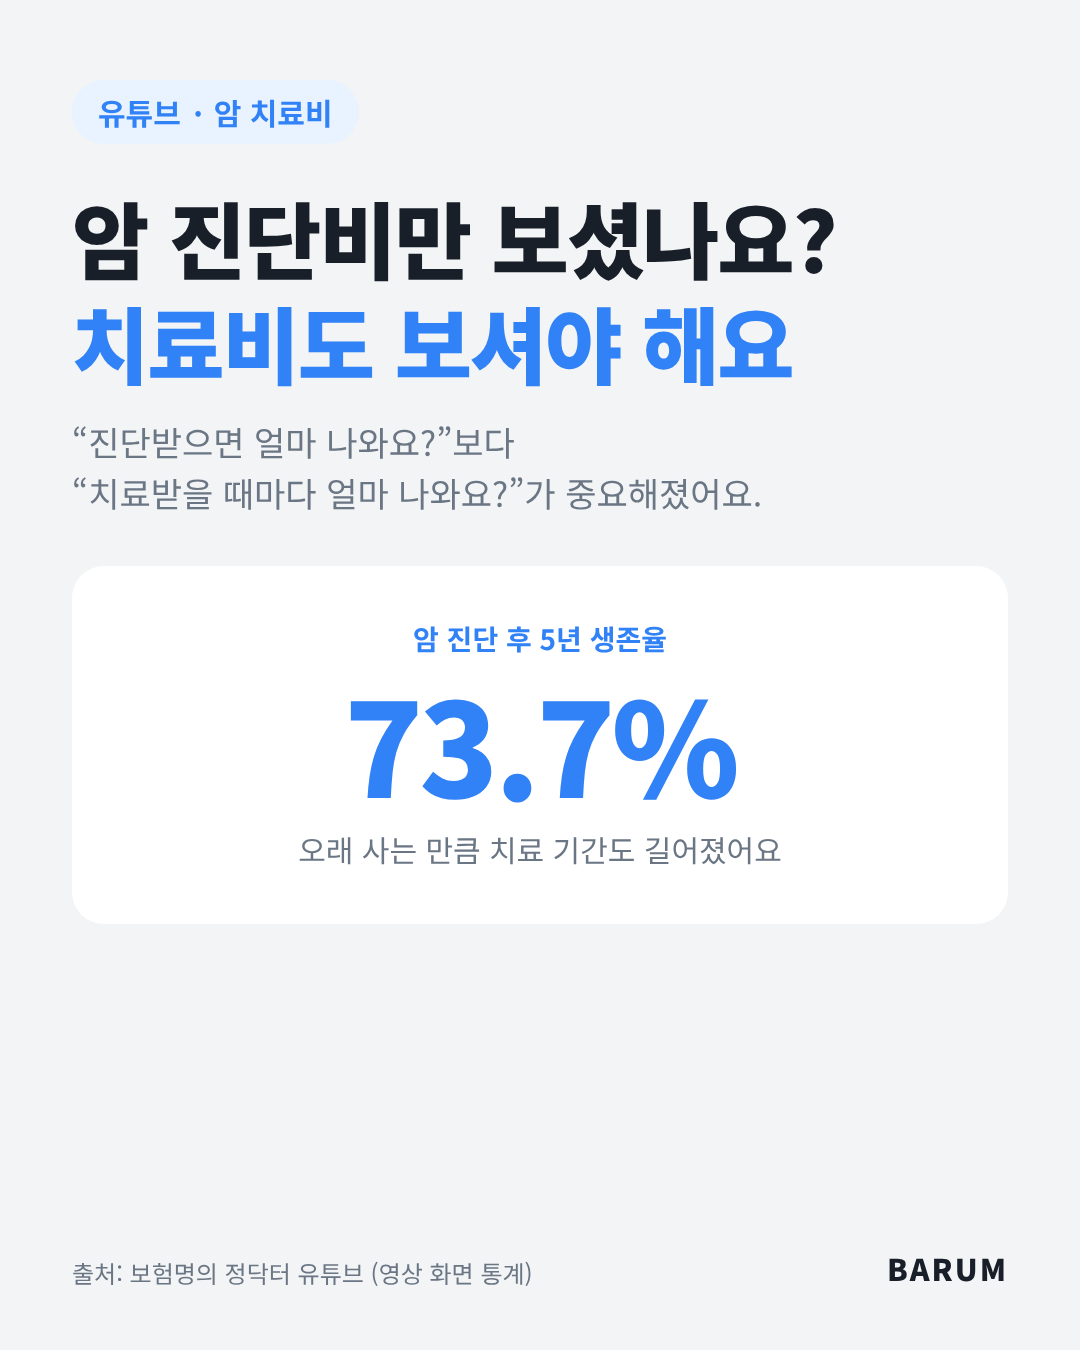 유튜브 · 암 치료비
암 진단비만 보셨나요?
치료비도 보셔야 해요
“진단받으면 얼마 나와요?”보다
“치료받을 때마다 얼마 나와요?”가 중요해졌어요.
암 진단 후 5년 생존율
73.7%
오래 사는 만큼 치료 기간도 길어졌어요
출처: 보험명의 정닥터 유튜브 (영상 화면 통계)
BARUM